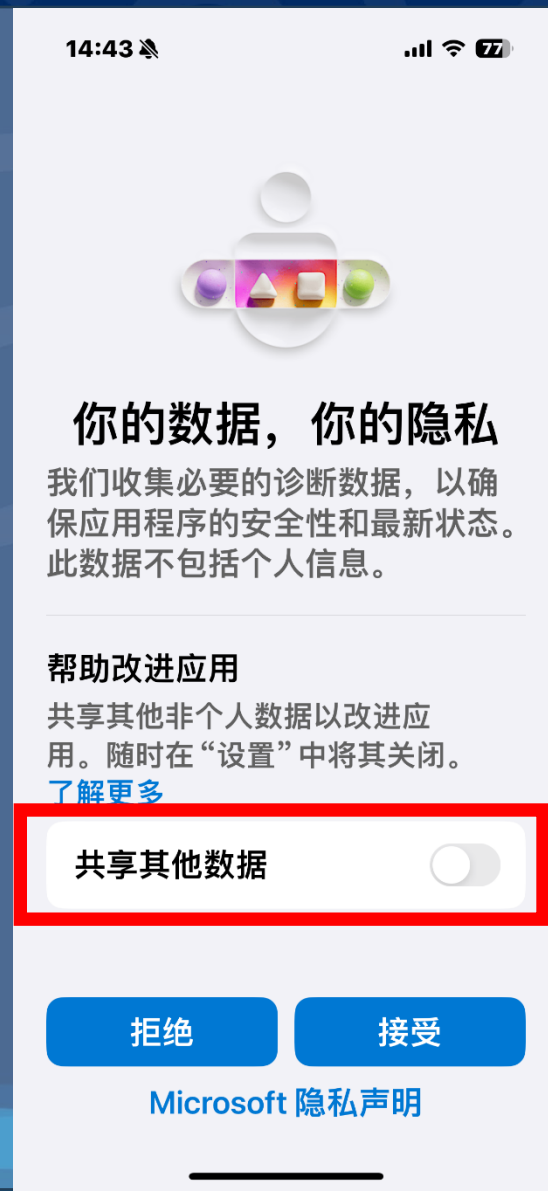 14:43
77
你的数据，你的隐私
我们收集必要的诊断数据，以确
保应用程序的安全性和最新状态。
此数据不包括个人信息。
帮助改进应用
共享其他非个人数据以改进应
用。随时在“设置”中将其关闭。
了解更多
共享其他数据
拒绝
接受
Microsoft 隐私声明